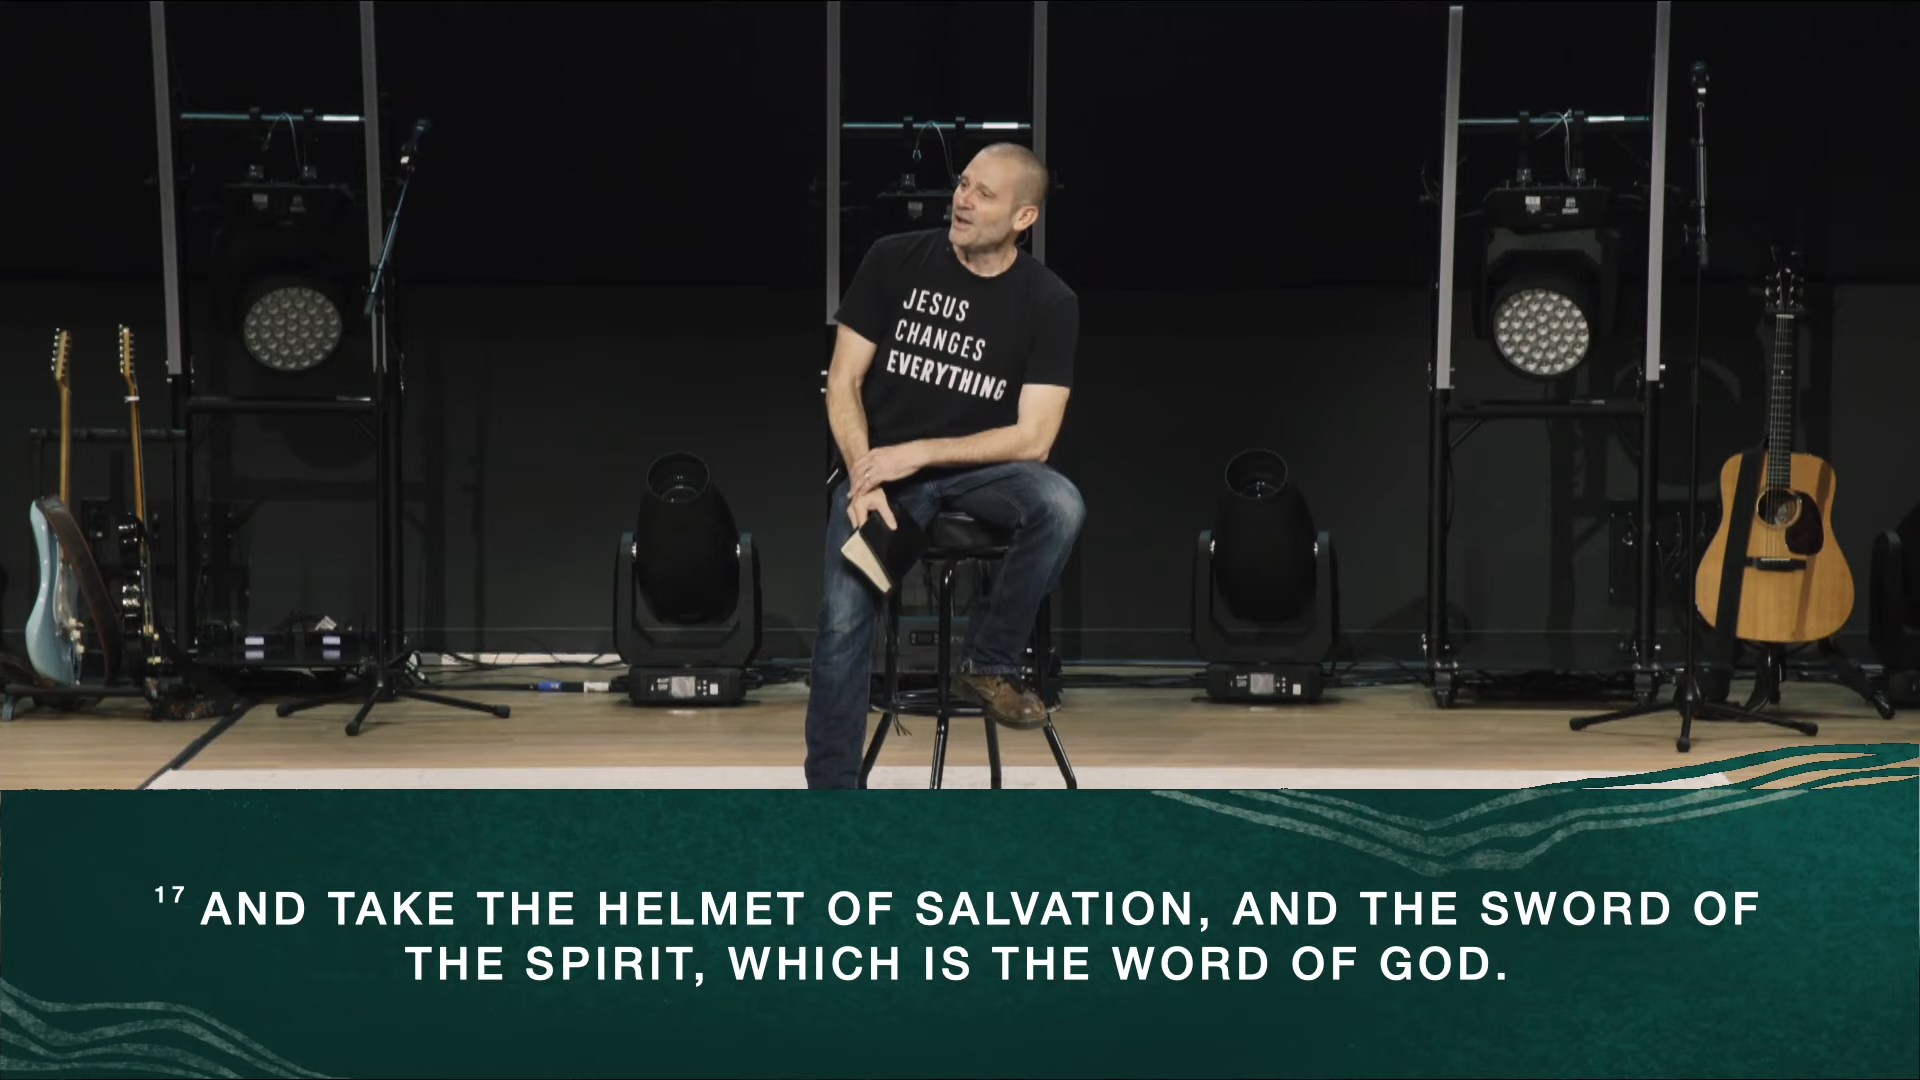 JESUS
CHANGES
EVERYTHING
17 AND TAKE THE HELMET OF SALVATION, AND THE SWORD OF
THE SPIRIT, WHICH IS THE WORD OF GOD.